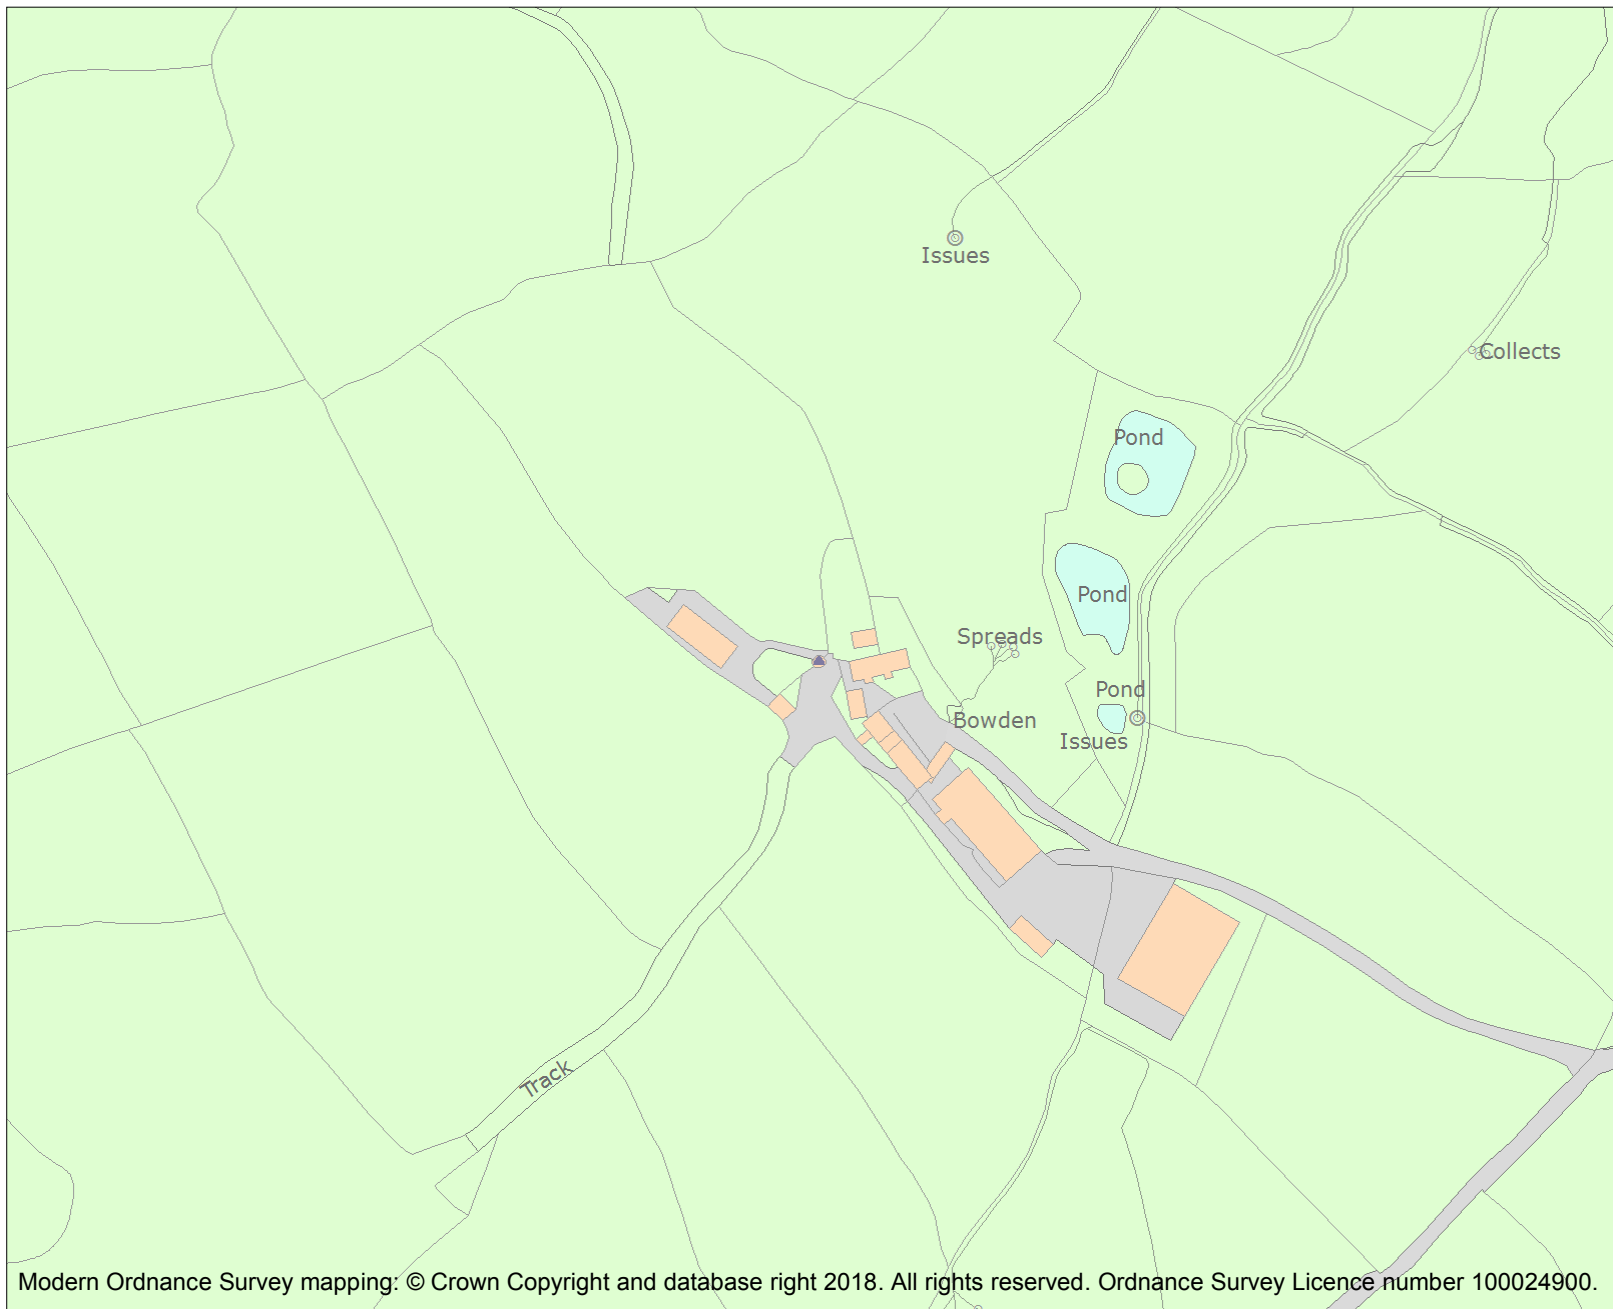 Issues
Collects
Pond
Pond
Spreads
Pond
Bowden
Issues
Track
Modern Ordnance Survey mapping: © Crown Copyright and database right 2018. All rights reserved. Ordnance Survey Licence number 100024900.